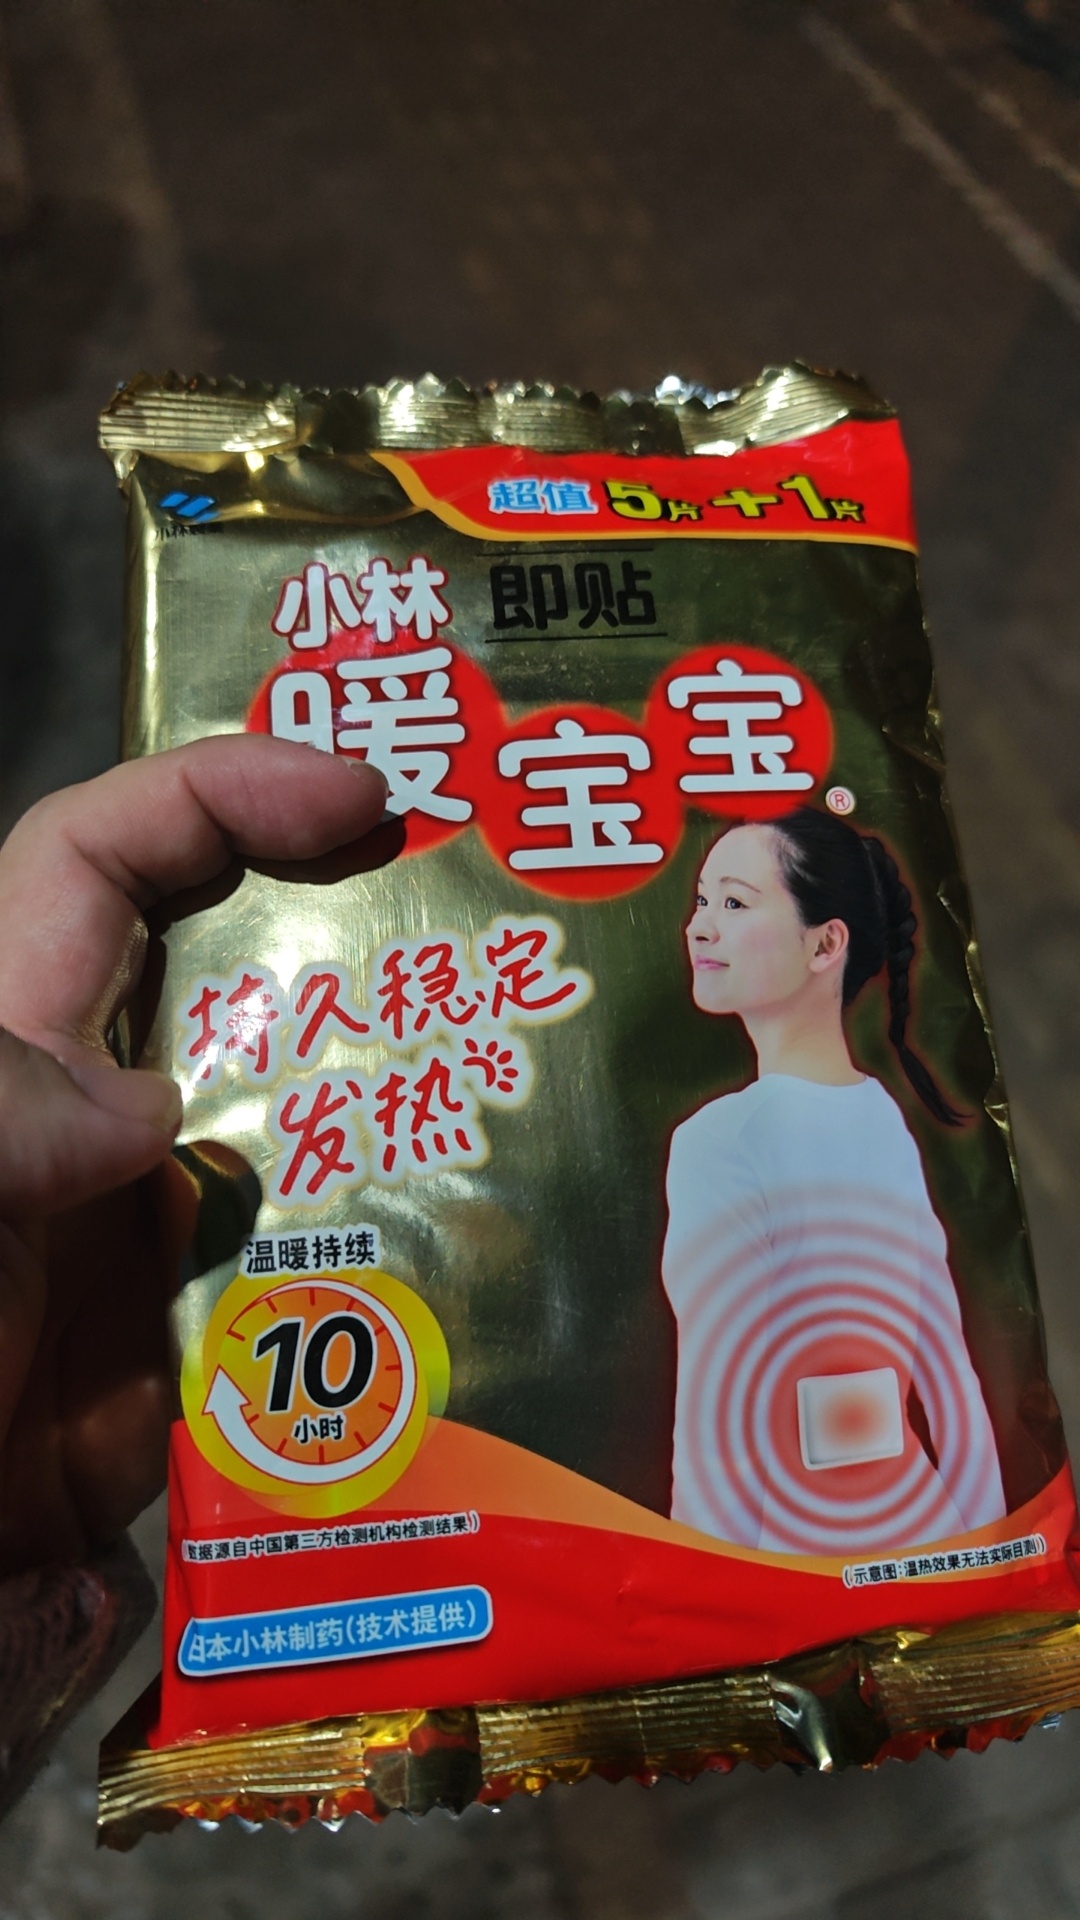 超值 5片+1片
小林 即贴
暖宝宝®
持久稳定
发热
温暖持续
10
小时
数据源自中国第三方检测机构检测结果)
(示意图:温热效果无法实际目测)
日本小林制药(技术提供)